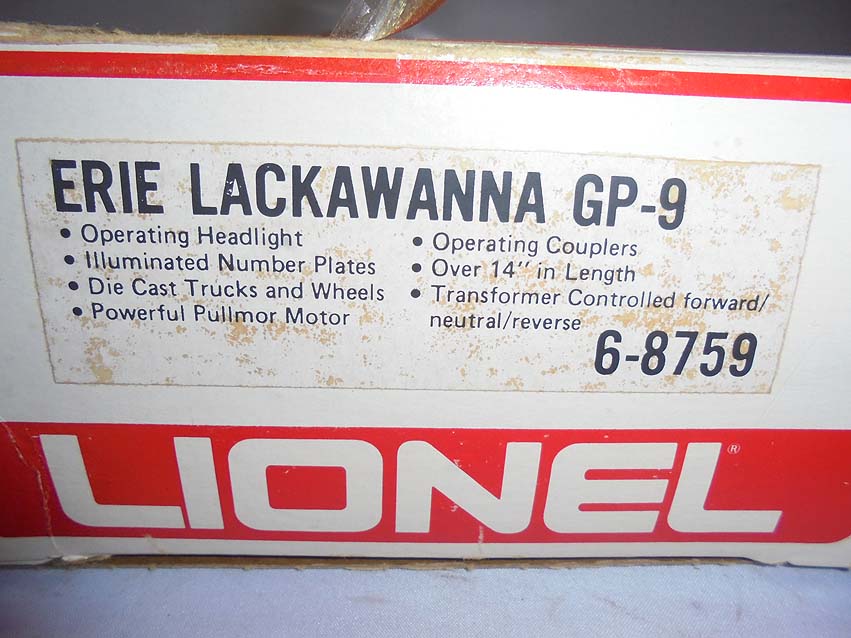 ERIE LACKAWANNA GP-9
• Operating Headlight
• Illuminated Number Plates
• Die Cast Trucks and Wheels
• Powerful Pullmor Motor
• Operating Couplers
• Over 14" in Length
• Transformer Controlled forward/
neutral/reverse
6-8759
LIONEL®